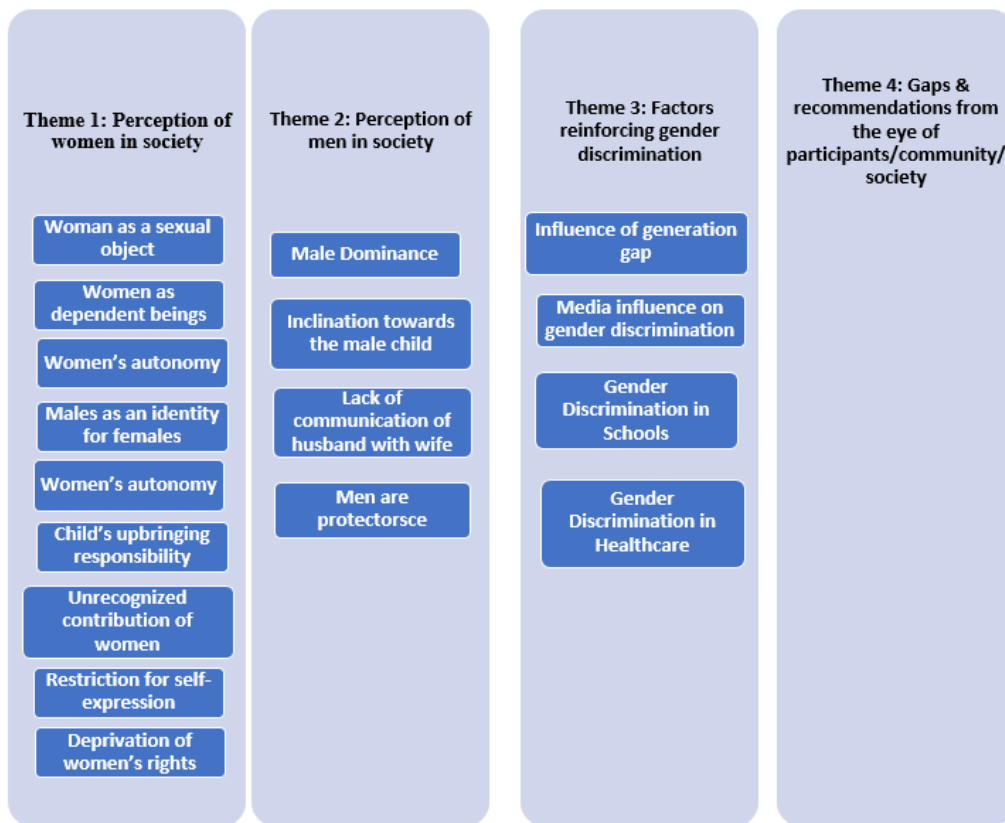 Theme 1: Perception of
women in society
Woman as a sexual
object
Women as
dependent beings
Women's autonomy
Males as an identity
for females
Women's autonomy
Child's upbringing
responsibility
Unrecognized
contribution of
women
Restriction for self-
expression
Deprivation of
women's rights
Theme 2: Perception of
men in society
Male Dominance
Inclination towards
the male child
Lack of
communication of
husband with wife
Men are
protectorsce
Theme 3: Factors
reinforcing gender
discrimination
Influence of generation
gap
Media influence on
gender discrimination
Gender
Discrimination in
Schools
Gender
Discrimination in
Healthcare
Theme 4: Gaps &
recommendations from
the eye of
participants/community/
society